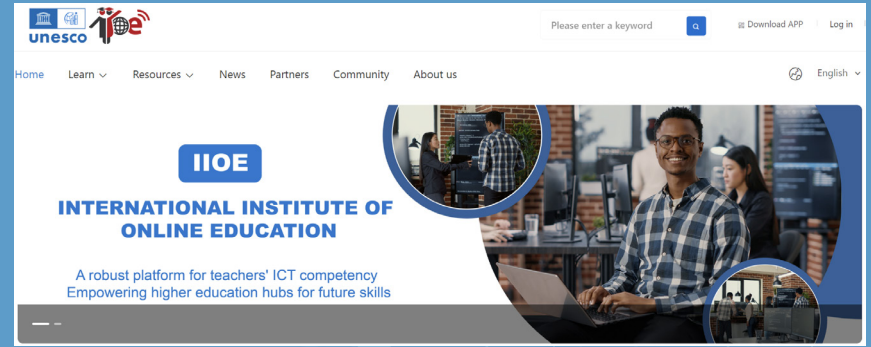 unesco iioe
Please enter a keyword
Download APP
Log in
Home Learn Resources News Partners Community About us
English
IIOE
INTERNATIONAL INSTITUTE OF
ONLINE EDUCATION
A robust platform for teachers' ICT competency
Empowering higher education hubs for future skills